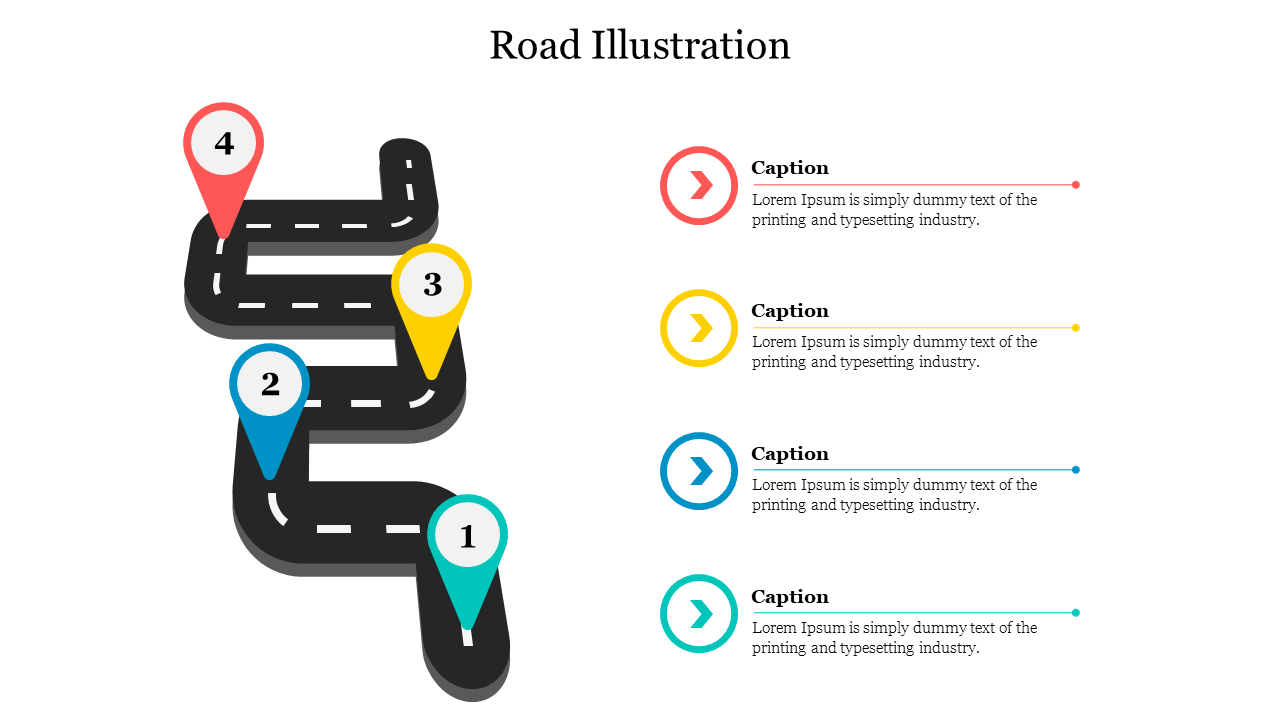 Road Illustration
4
3
2
1
Caption
Lorem Ipsum is simply dummy text of the
printing and typesetting industry.
Caption
Lorem Ipsum is simply dummy text of the
printing and typesetting industry.
Caption
Lorem Ipsum is simply dummy text of the
printing and typesetting industry.
Caption
Lorem Ipsum is simply dummy text of the
printing and typesetting industry.